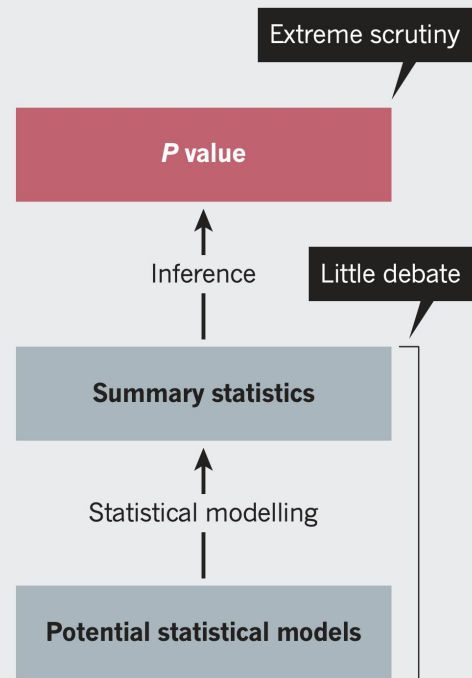 Extreme scrutiny
P value
Inference
Little debate
Summary statistics
Statistical modelling
Potential statistical models